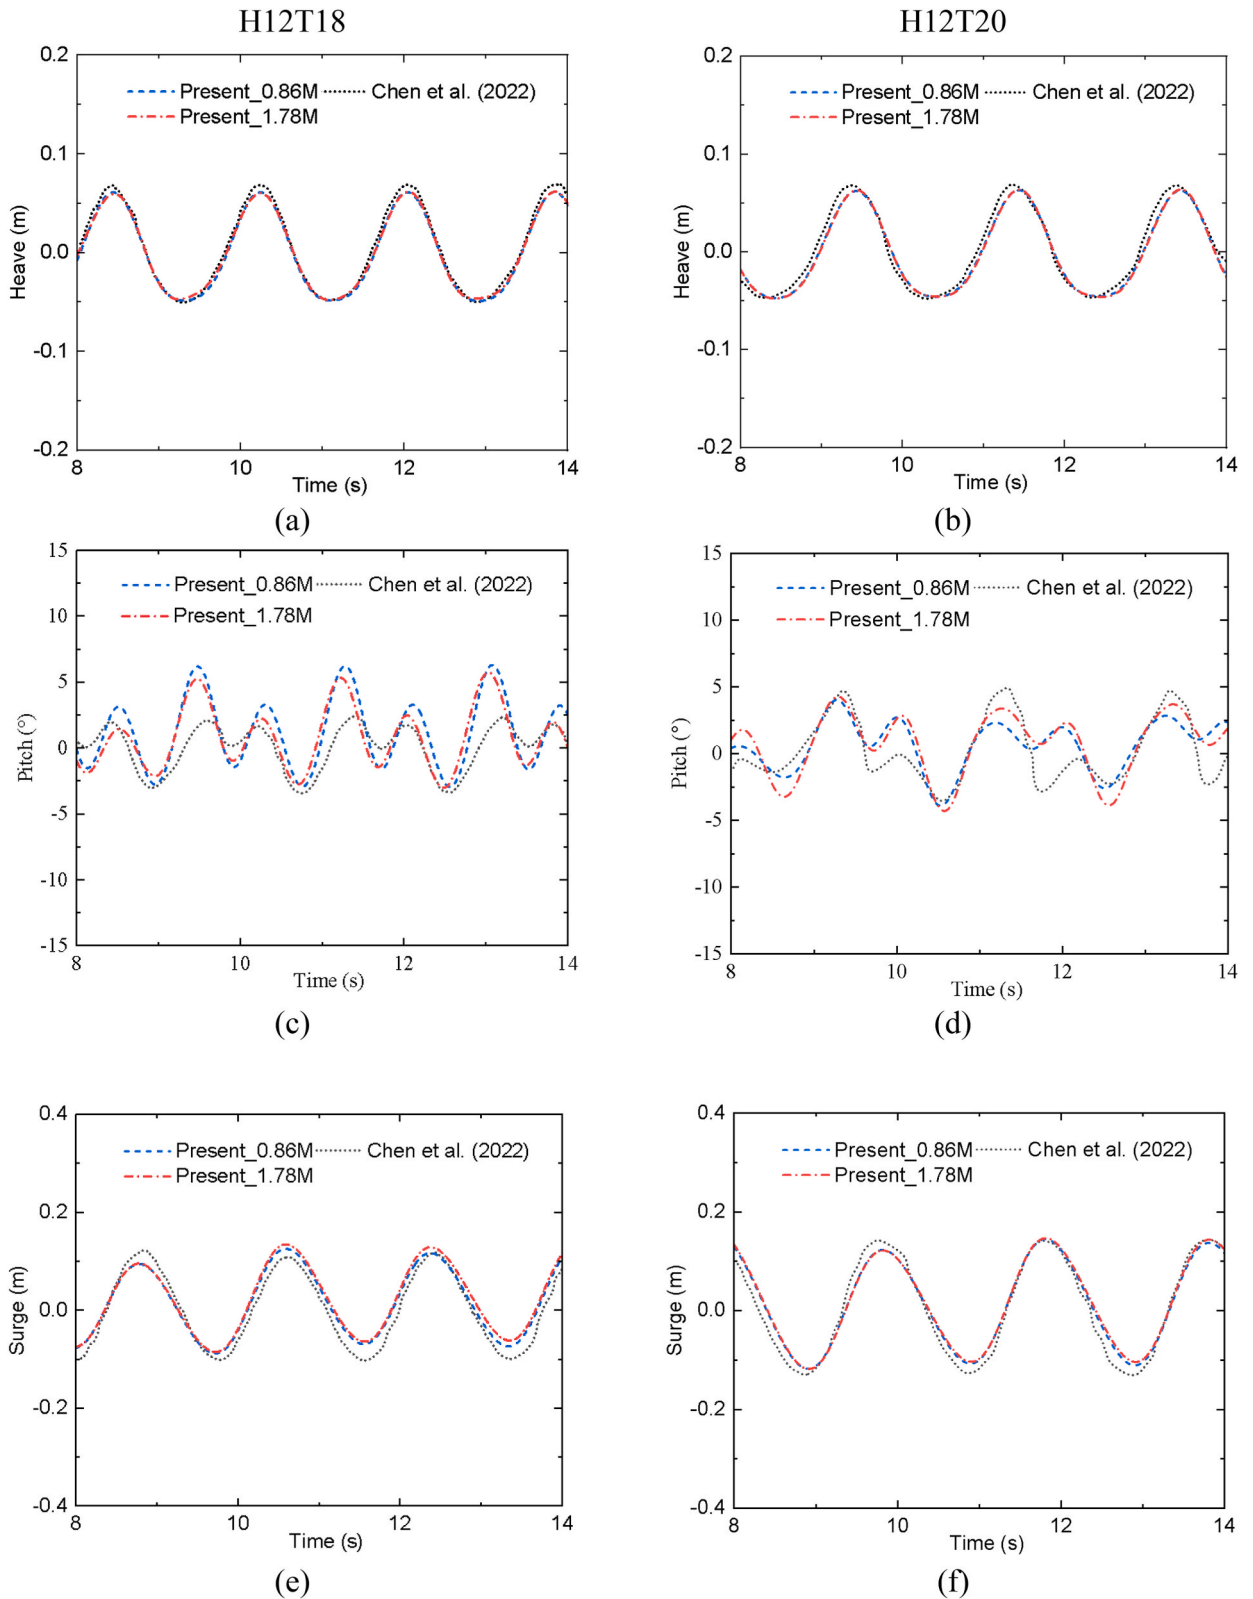 H12T18
H12T20
0.2
0.1
0.0
-0.1
-0.2
Heave (m)
Present_0.86M
Chen et al. (2022)
Present_1.78M
8
10
12
14
Time (s)
(a)
0.2
0.1
0.0
-0.1
-0.2
Heave (m)
Present_0.86M
Chen et al. (2022)
Present_1.78M
8
10
12
14
Time (s)
(b)
15
10
5
0
-5
-10
-15
Pitch (°)
Present_0.86M
Chen et al. (2022)
Present_1.78M
8
10
12
14
Time (s)
(c)
15
10
5
0
-5
-10
-15
Pitch (°)
Present_0.86M
Chen et al. (2022)
Present_1.78M
8
10
12
14
Time (s)
(d)
0.4
0.2
0.0
-0.2
-0.4
Surge (m)
Present_0.86M
Chen et al. (2022)
Present_1.78M
8
10
12
14
Time (s)
(e)
0.4
0.2
0.0
-0.2
-0.4
Surge (m)
Present_0.86M
Chen et al. (2022)
Present_1.78M
8
10
12
14
Time (s)
(f)